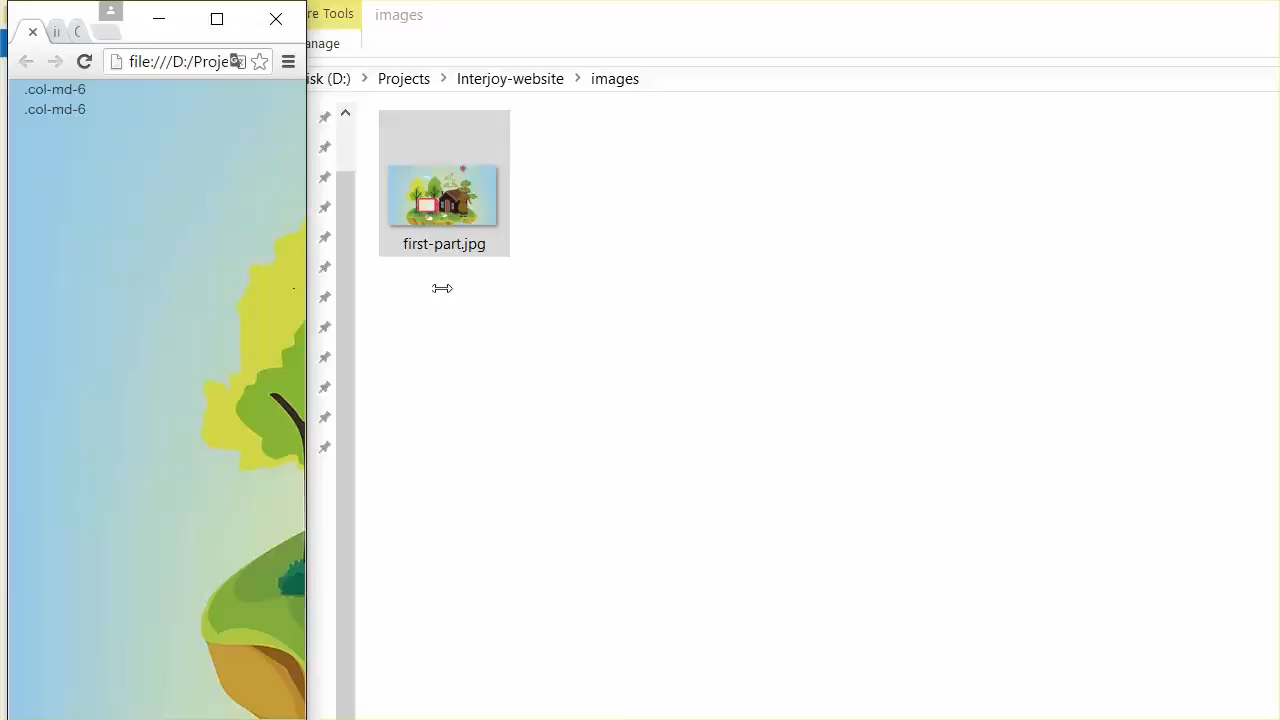 re Tools
images
anage
file:///D:/Proje
isk (D:) > Projects > Interjoy-website > images
.col-md-6
.col-md-6
first-part.jpg